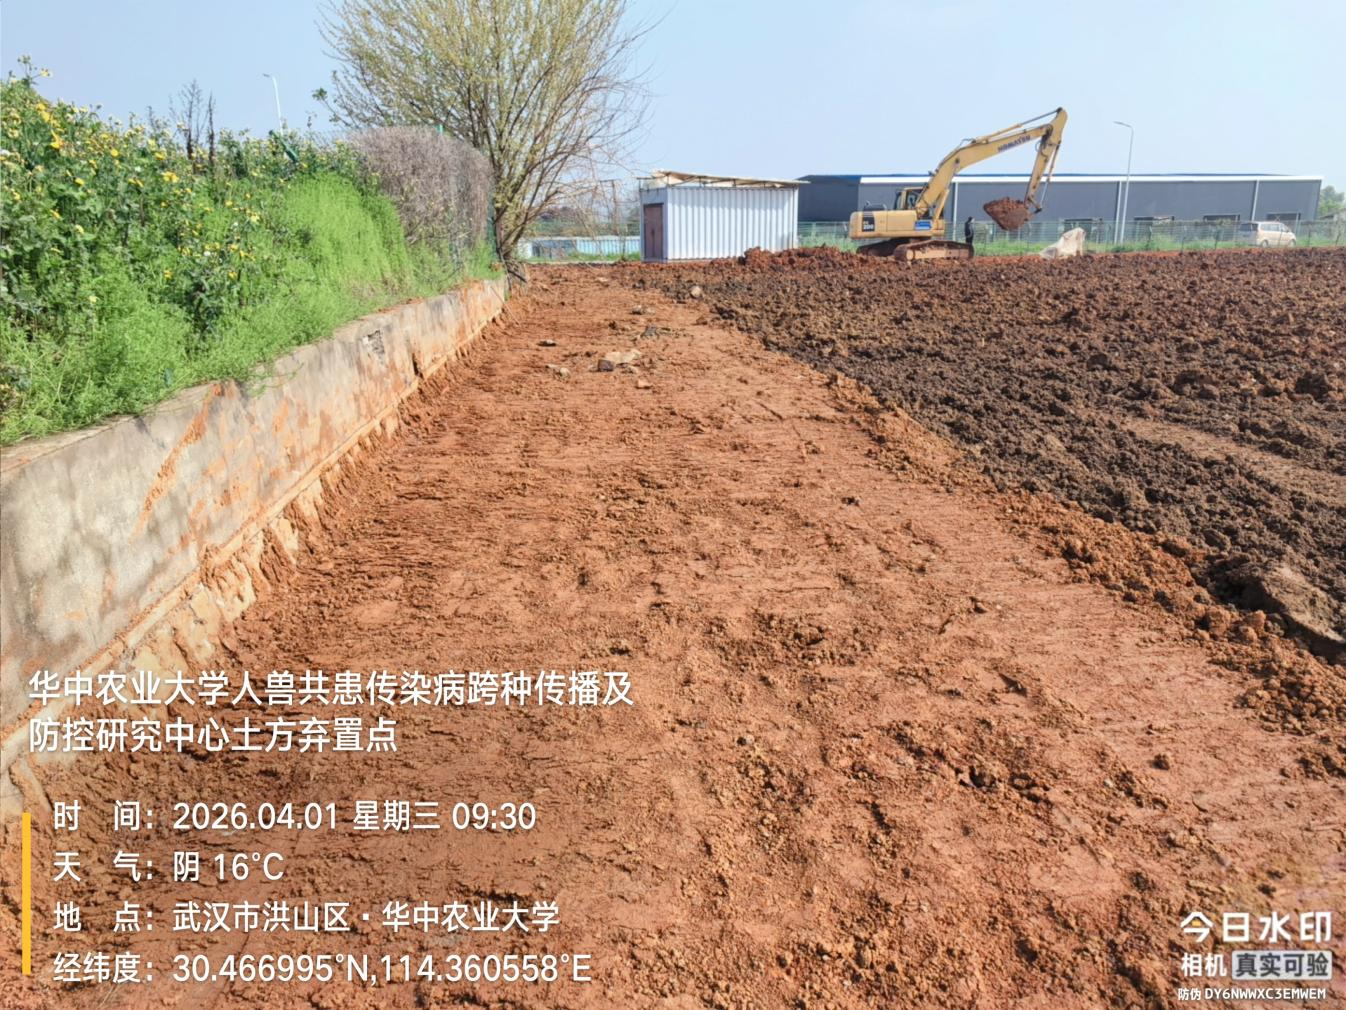 KOMATSU
华中农业大学人兽共患传染病跨种传播及
防控研究中心土方弃置点
时 间：2026.04.01 星期三 09:30
天 气：阴 16°C
地 点：武汉市洪山区·华中农业大学
经纬度：30.466995°N,114.360558°E
今日水印
相机 真实可验
防伪 DY6NWWXC3EMWEM